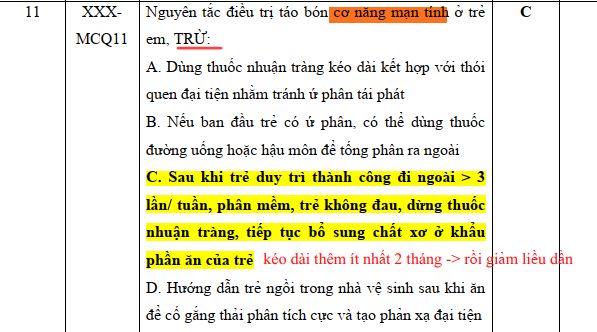 11
XXX-
MCQ11
Nguyên tắc điều trị táo bón cơ năng mạn tính ở trẻ
em, TRỪ:
C
A. Dùng thuốc nhuận tràng kéo dài kết hợp với thói
quen đại tiện nhằm tránh ứ phân tái phát
B. Nếu ban đầu trẻ có ứ phân, có thể dùng thuốc
đường uống hoặc hậu môn để tống phân ra ngoài
C. Sau khi trẻ duy trì thành công đi ngoài > 3
lần/ tuần, phân mềm, trẻ không đau, dừng thuốc
nhuận tràng, tiếp tục bổ sung chất xơ ở khẩu
phần ăn của trẻ kéo dài thêm ít nhất 2 tháng -> rồi giảm liều dần
D. Hướng dẫn trẻ ngồi trong nhà vệ sinh sau khi ăn
để cố gắng thải phân tích cực và tạo phản xạ đại tiện